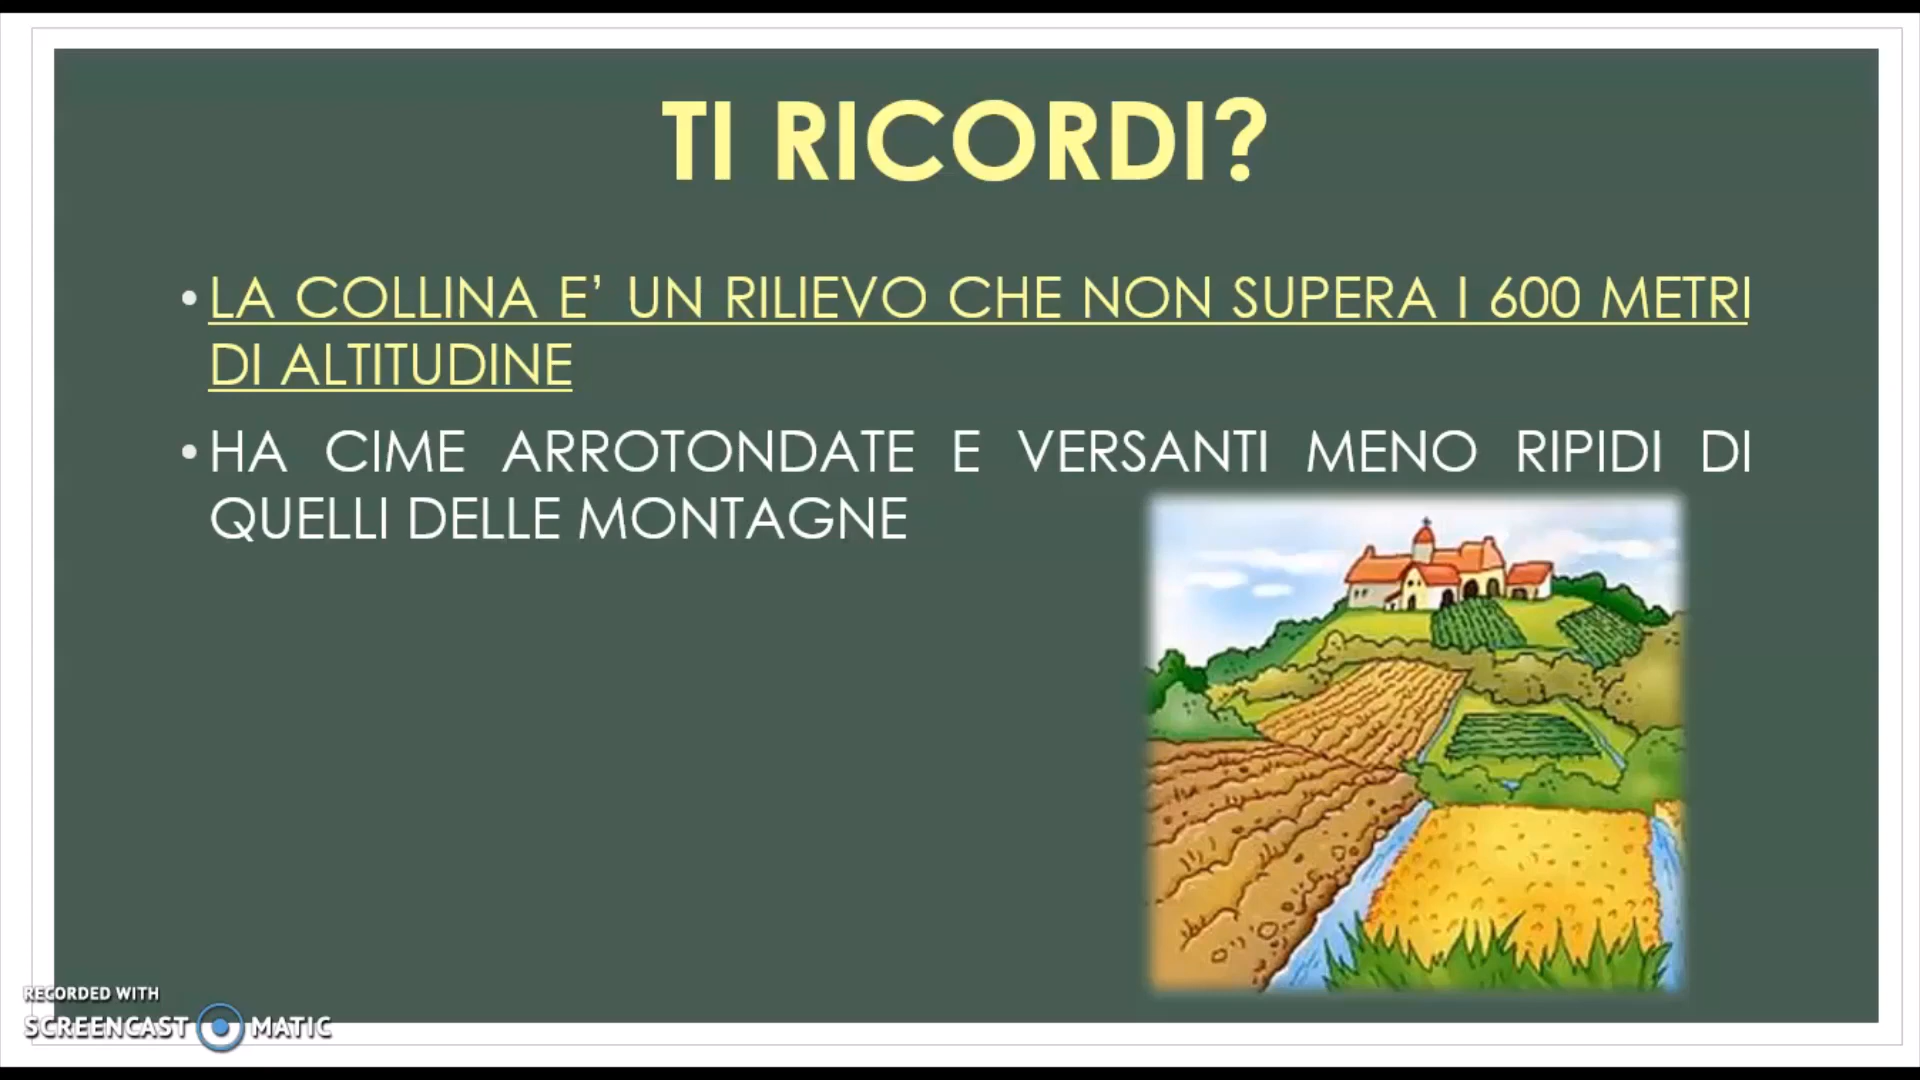 TI RICORDI?
• LA COLLINA E’ UN RILIEVO CHE NON SUPERA I 600 METRI
DI ALTITUDINE
• HA CIME ARROTONDATE E VERSANTI MENO RIPIDI DI
QUELLI DELLE MONTAGNE
RECORDED WITH
SCREENCAST MATIC